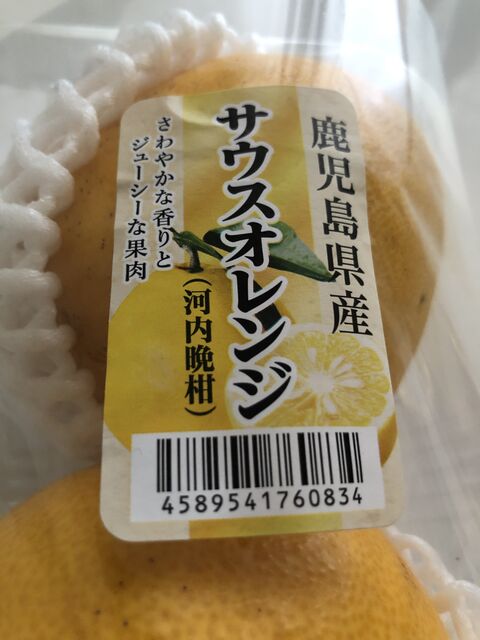 鹿児島県産
サウスオレンジ
(河内晩柑)
さわやかな香りと
ジューシーな果肉
4589541760834